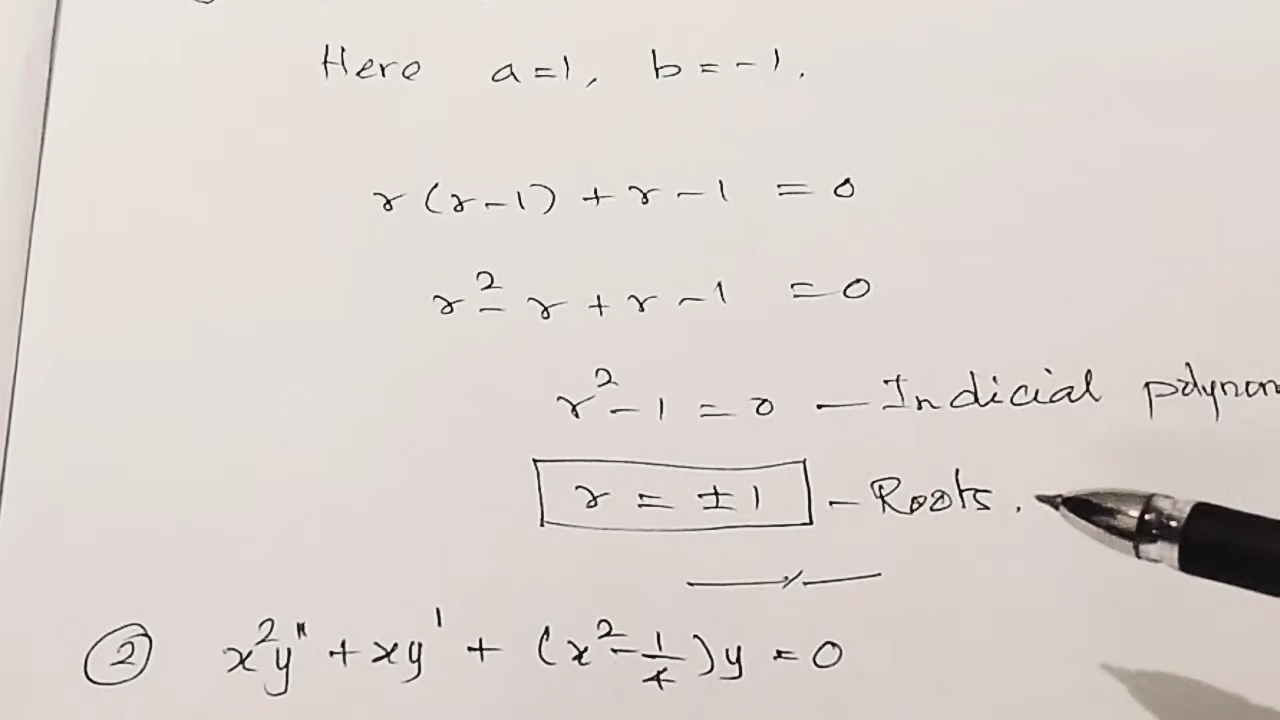 Here a=1, b=-1.
r(r-1)+r-1 = 0
r²-r+r-1 = 0
r²-1=0 — Indicial polynom
r = ±1 - Roots.
② x²y"+xy'+(x²-1/4)y=0